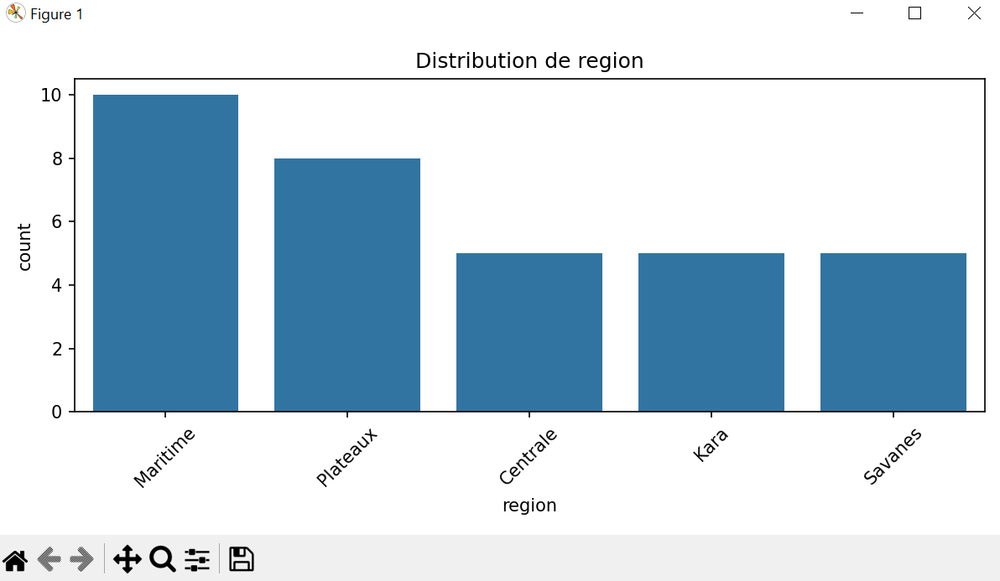 Figure 1
Distribution de region
10
8
6
4
2
0
count
Maritime
Plateaux
Centrale
Kara
Savanes
region